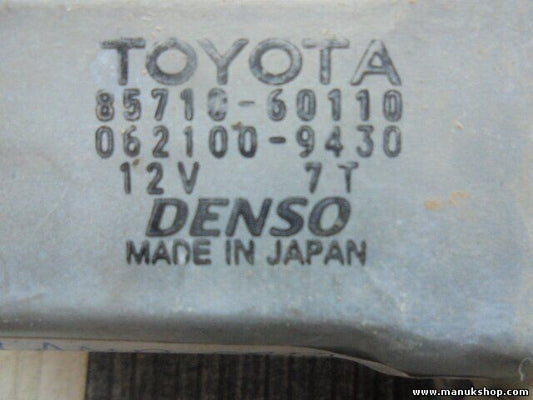 TOYOTA
85710-60110
062100-9430
12V 7T
DENSO
MADE IN JAPAN
www.manukshop.com